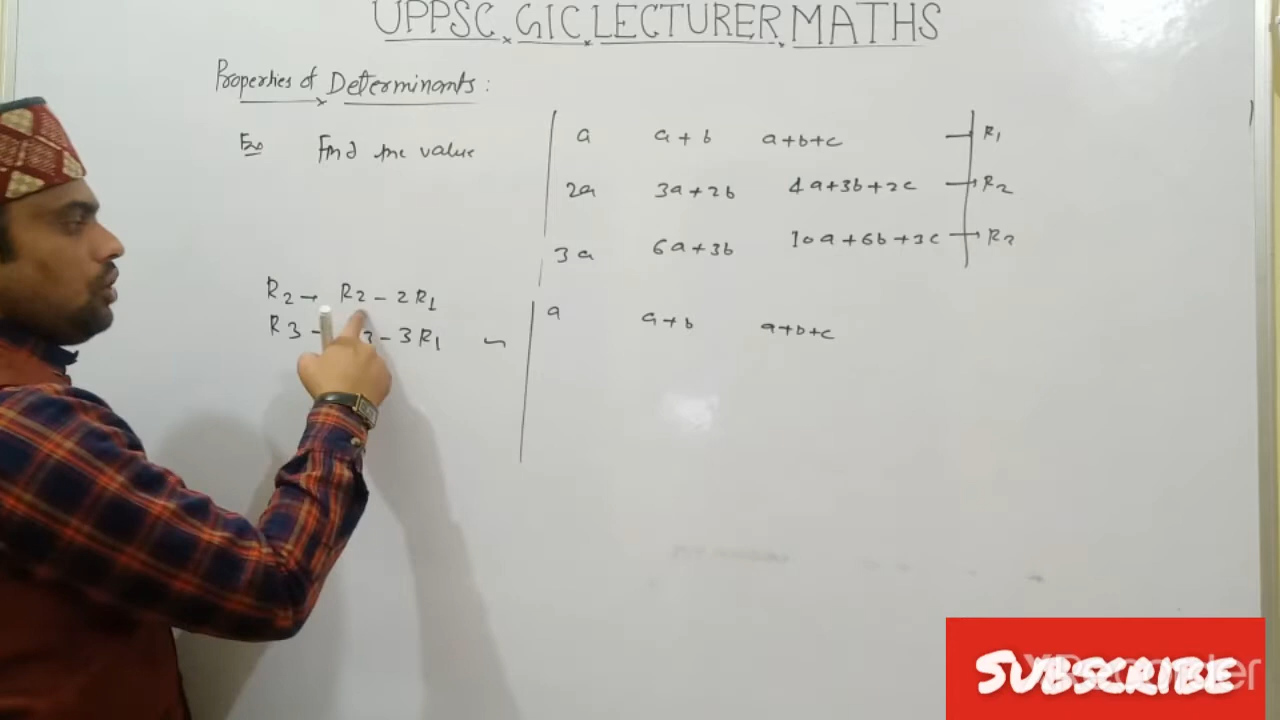 UPPSC GIC LECTURER MATHS
Properties of Determinants :
Ex Find the value
a a + b a+b+c R1
2a 3a+2b 4a+3b+2c → R2
3a 6a+3b 10a+6b+3c → R3
R2 → R2 - 2R1
R3 - 3R1
a a+b a+b+c
SUBSCRIBE